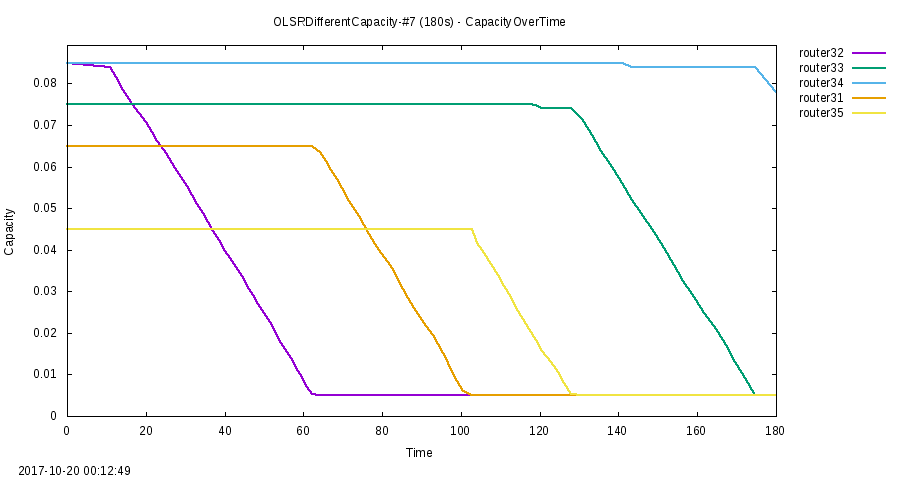 OLSRDifferentCapacity-#7 (180s) - CapacityOverTime
router32
router33
router34
router31
router35
0.08
0.07
0.06
0.05
0.04
0.03
0.02
0.01
0
Capacity
0 20 40 60 80 100 120 140 160 180
Time
2017-10-20 00:12:49